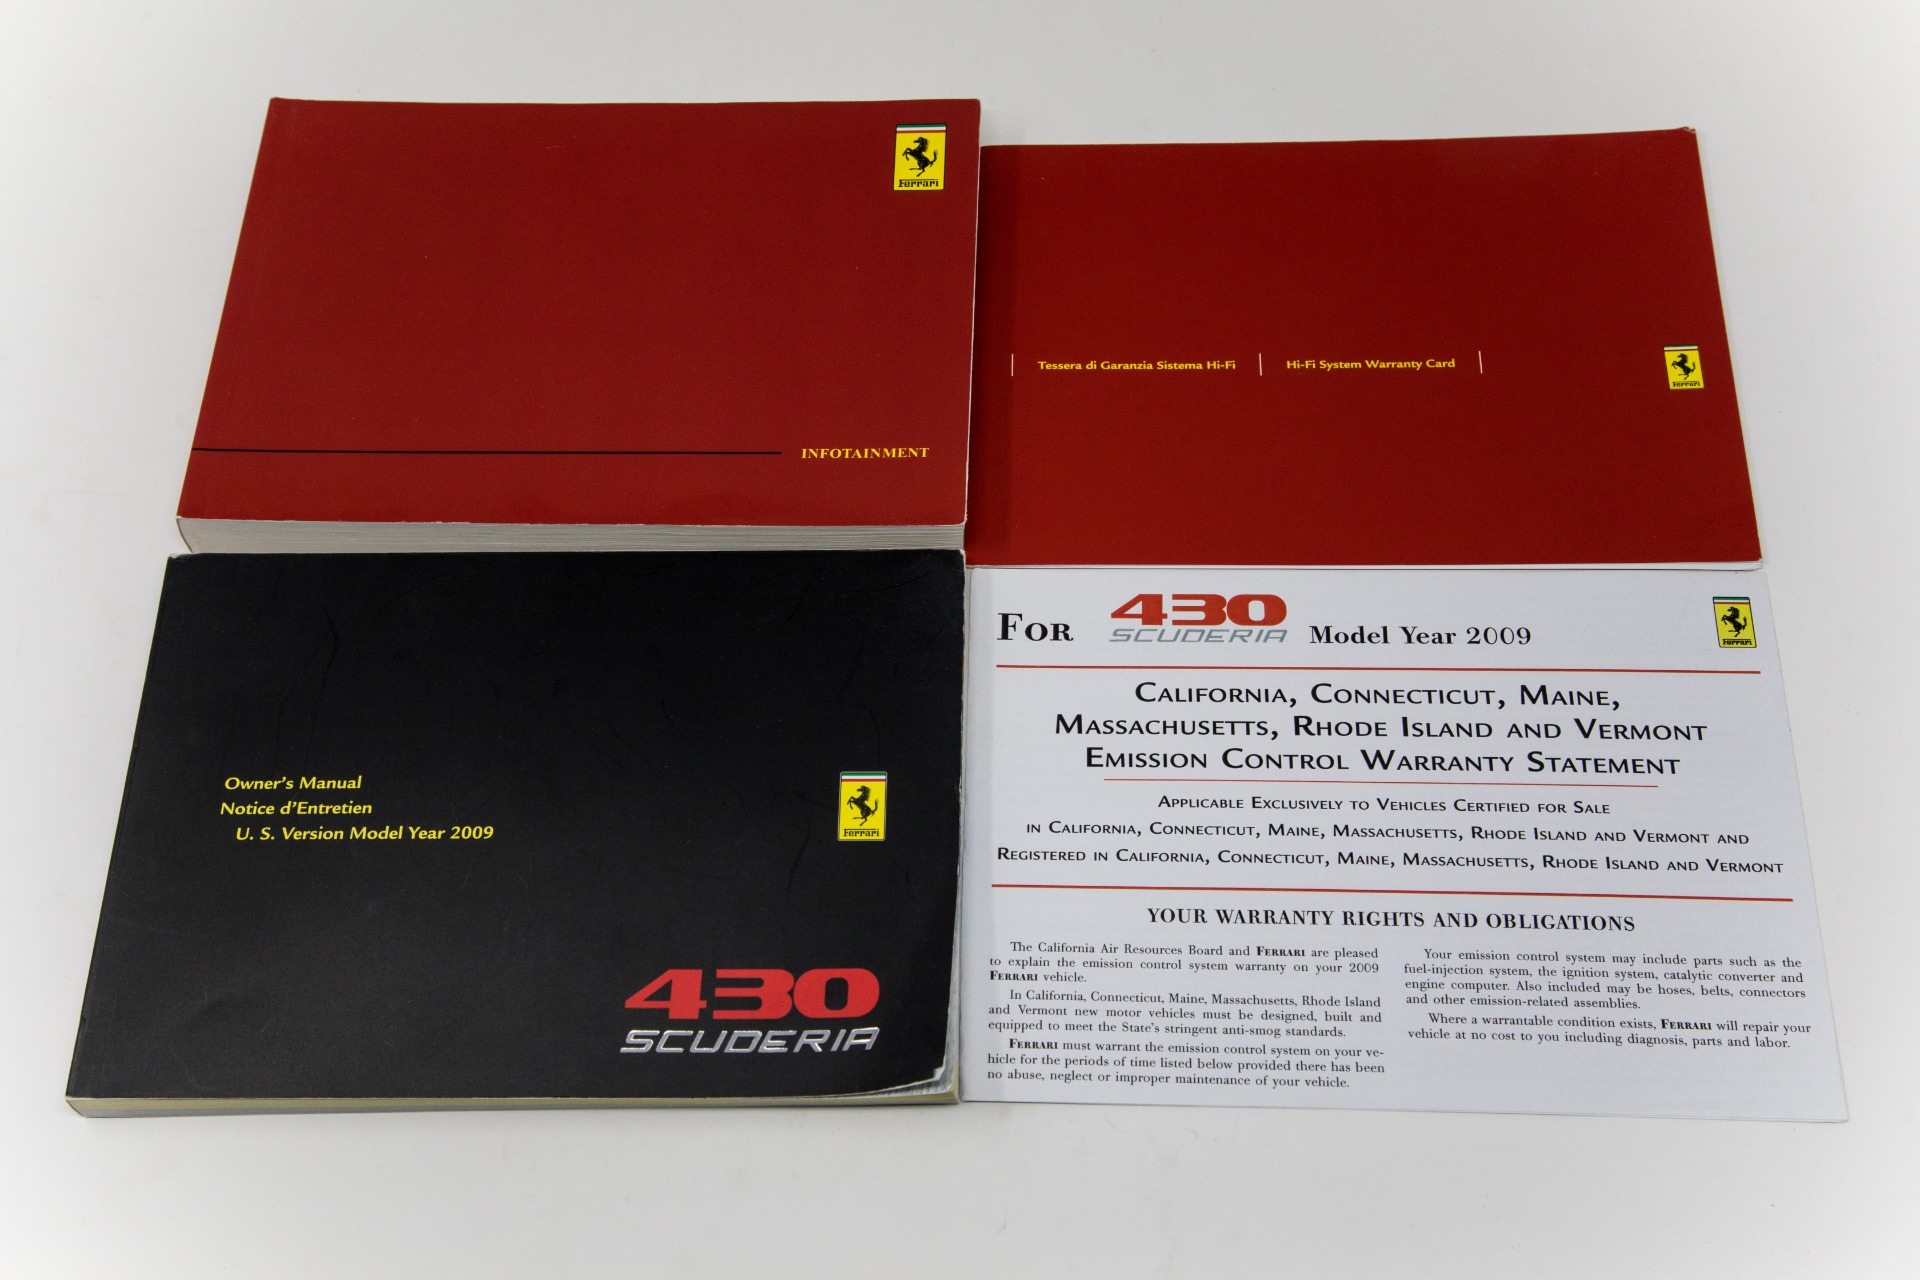 Ferrari
INFOTAINMENT
Tessera di Garanzia Sistema Hi-Fi
Hi-Fi System Warranty Card
Ferrari
Owner's Manual
Notice d'Entretien
U. S. Version Model Year 2009
Ferrari
430
SCUDERIA
FOR 430 SCUDERIA Model Year 2009
Ferrari
CALIFORNIA, CONNECTICUT, MAINE,
MASSACHUSETTS, RHODE ISLAND AND VERMONT
EMISSION CONTROL WARRANTY STATEMENT
APPLICABLE EXCLUSIVELY TO VEHICLES CERTIFIED FOR SALE
IN CALIFORNIA, CONNECTICUT, MAINE, MASSACHUSETTS, RHODE ISLAND AND VERMONT AND
REGISTERED IN CALIFORNIA, CONNECTICUT, MAINE, MASSACHUSETTS, RHODE ISLAND AND VERMONT
YOUR WARRANTY RIGHTS AND OBLIGATIONS
The California Air Resources Board and FERRARI are pleased
to explain the emission control system warranty on your 2009
FERRARI vehicle.
In California, Connecticut, Maine, Massachusetts, Rhode Island
and Vermont new motor vehicles must be designed, built and
equipped to meet the State's stringent anti-smog standards.
FERRARI must warrant the emission control system on your ve-
hicle for the periods of time listed below provided there has been
no abuse, neglect or improper maintenance of your vehicle.
Your emission control system may include parts such as the
fuel-injection system, the ignition system, catalytic converter and
engine computer. Also included may be hoses, belts, connectors
and other emission-related assemblies.
Where a warrantable condition exists, FERRARI will repair your
vehicle at no cost to you including diagnosis, parts and labor.